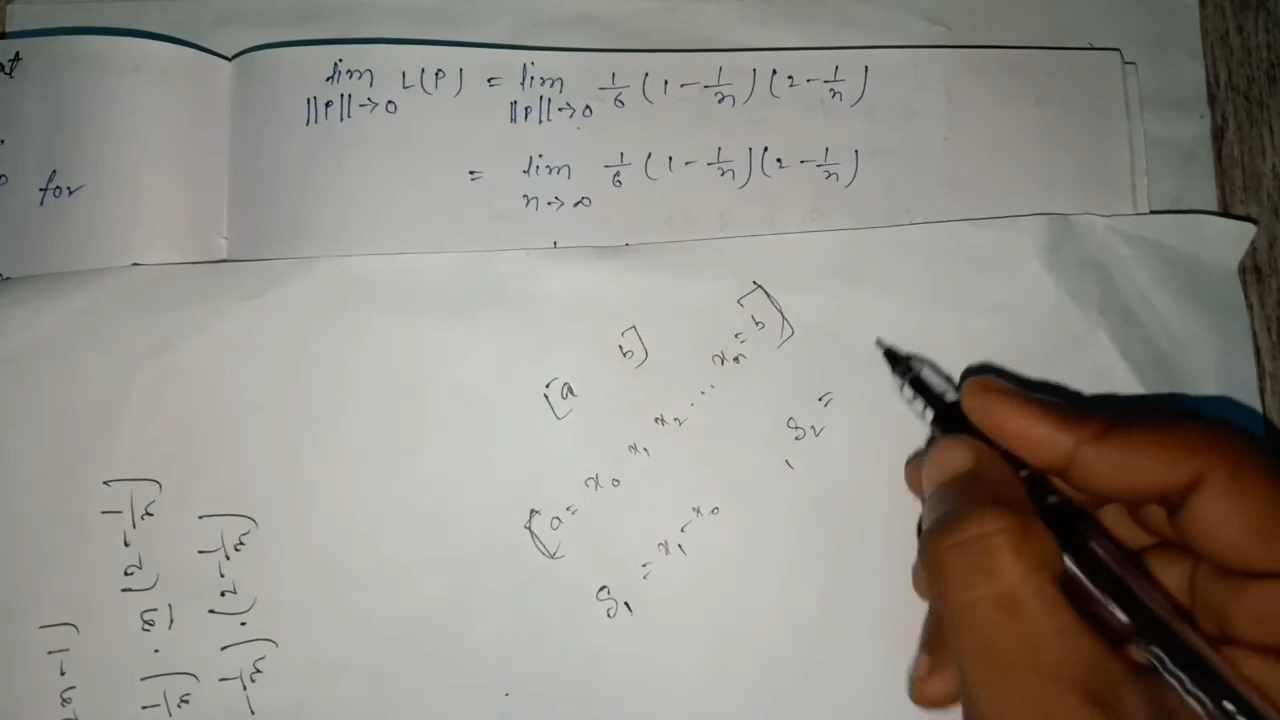 at
lim L(P) = lim 1/6 (1 - 1/n)(2 - 1/n)
||P||→0 ||P||→0
for
= lim 1/6 (1 - 1/n)(2 - 1/n)
n→∞
[a b]
[a = x₀ x₁ x₂ ... xₙ = b]
δ₁ = x₁ - x₀ , δ₂ =